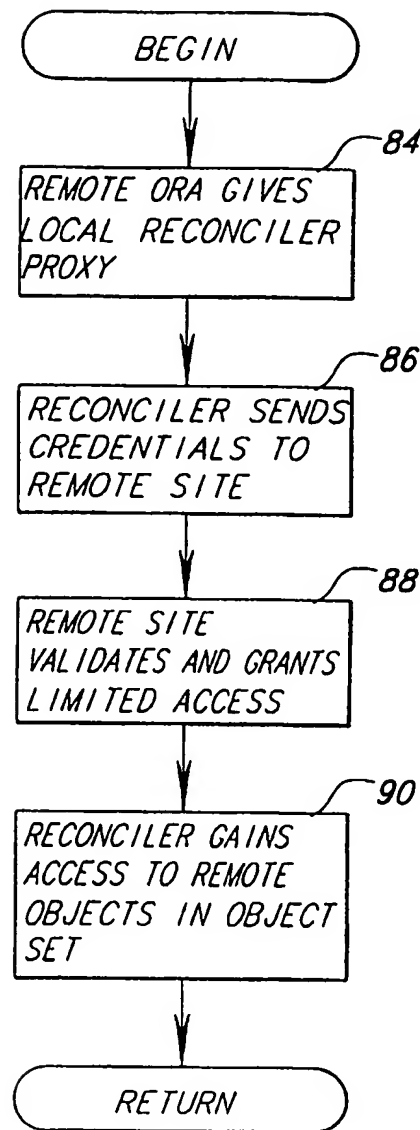 BEGIN
84
REMOTE ORA GIVES
LOCAL RECONCILER
PROXY
86
RECONCILER SENDS
CREDENTIALS TO
REMOTE SITE
88
REMOTE SITE
VALIDATES AND GRANTS
LIMITED ACCESS
90
RECONCILER GAINS
ACCESS TO REMOTE
OBJECTS IN OBJECT
SET
RETURN